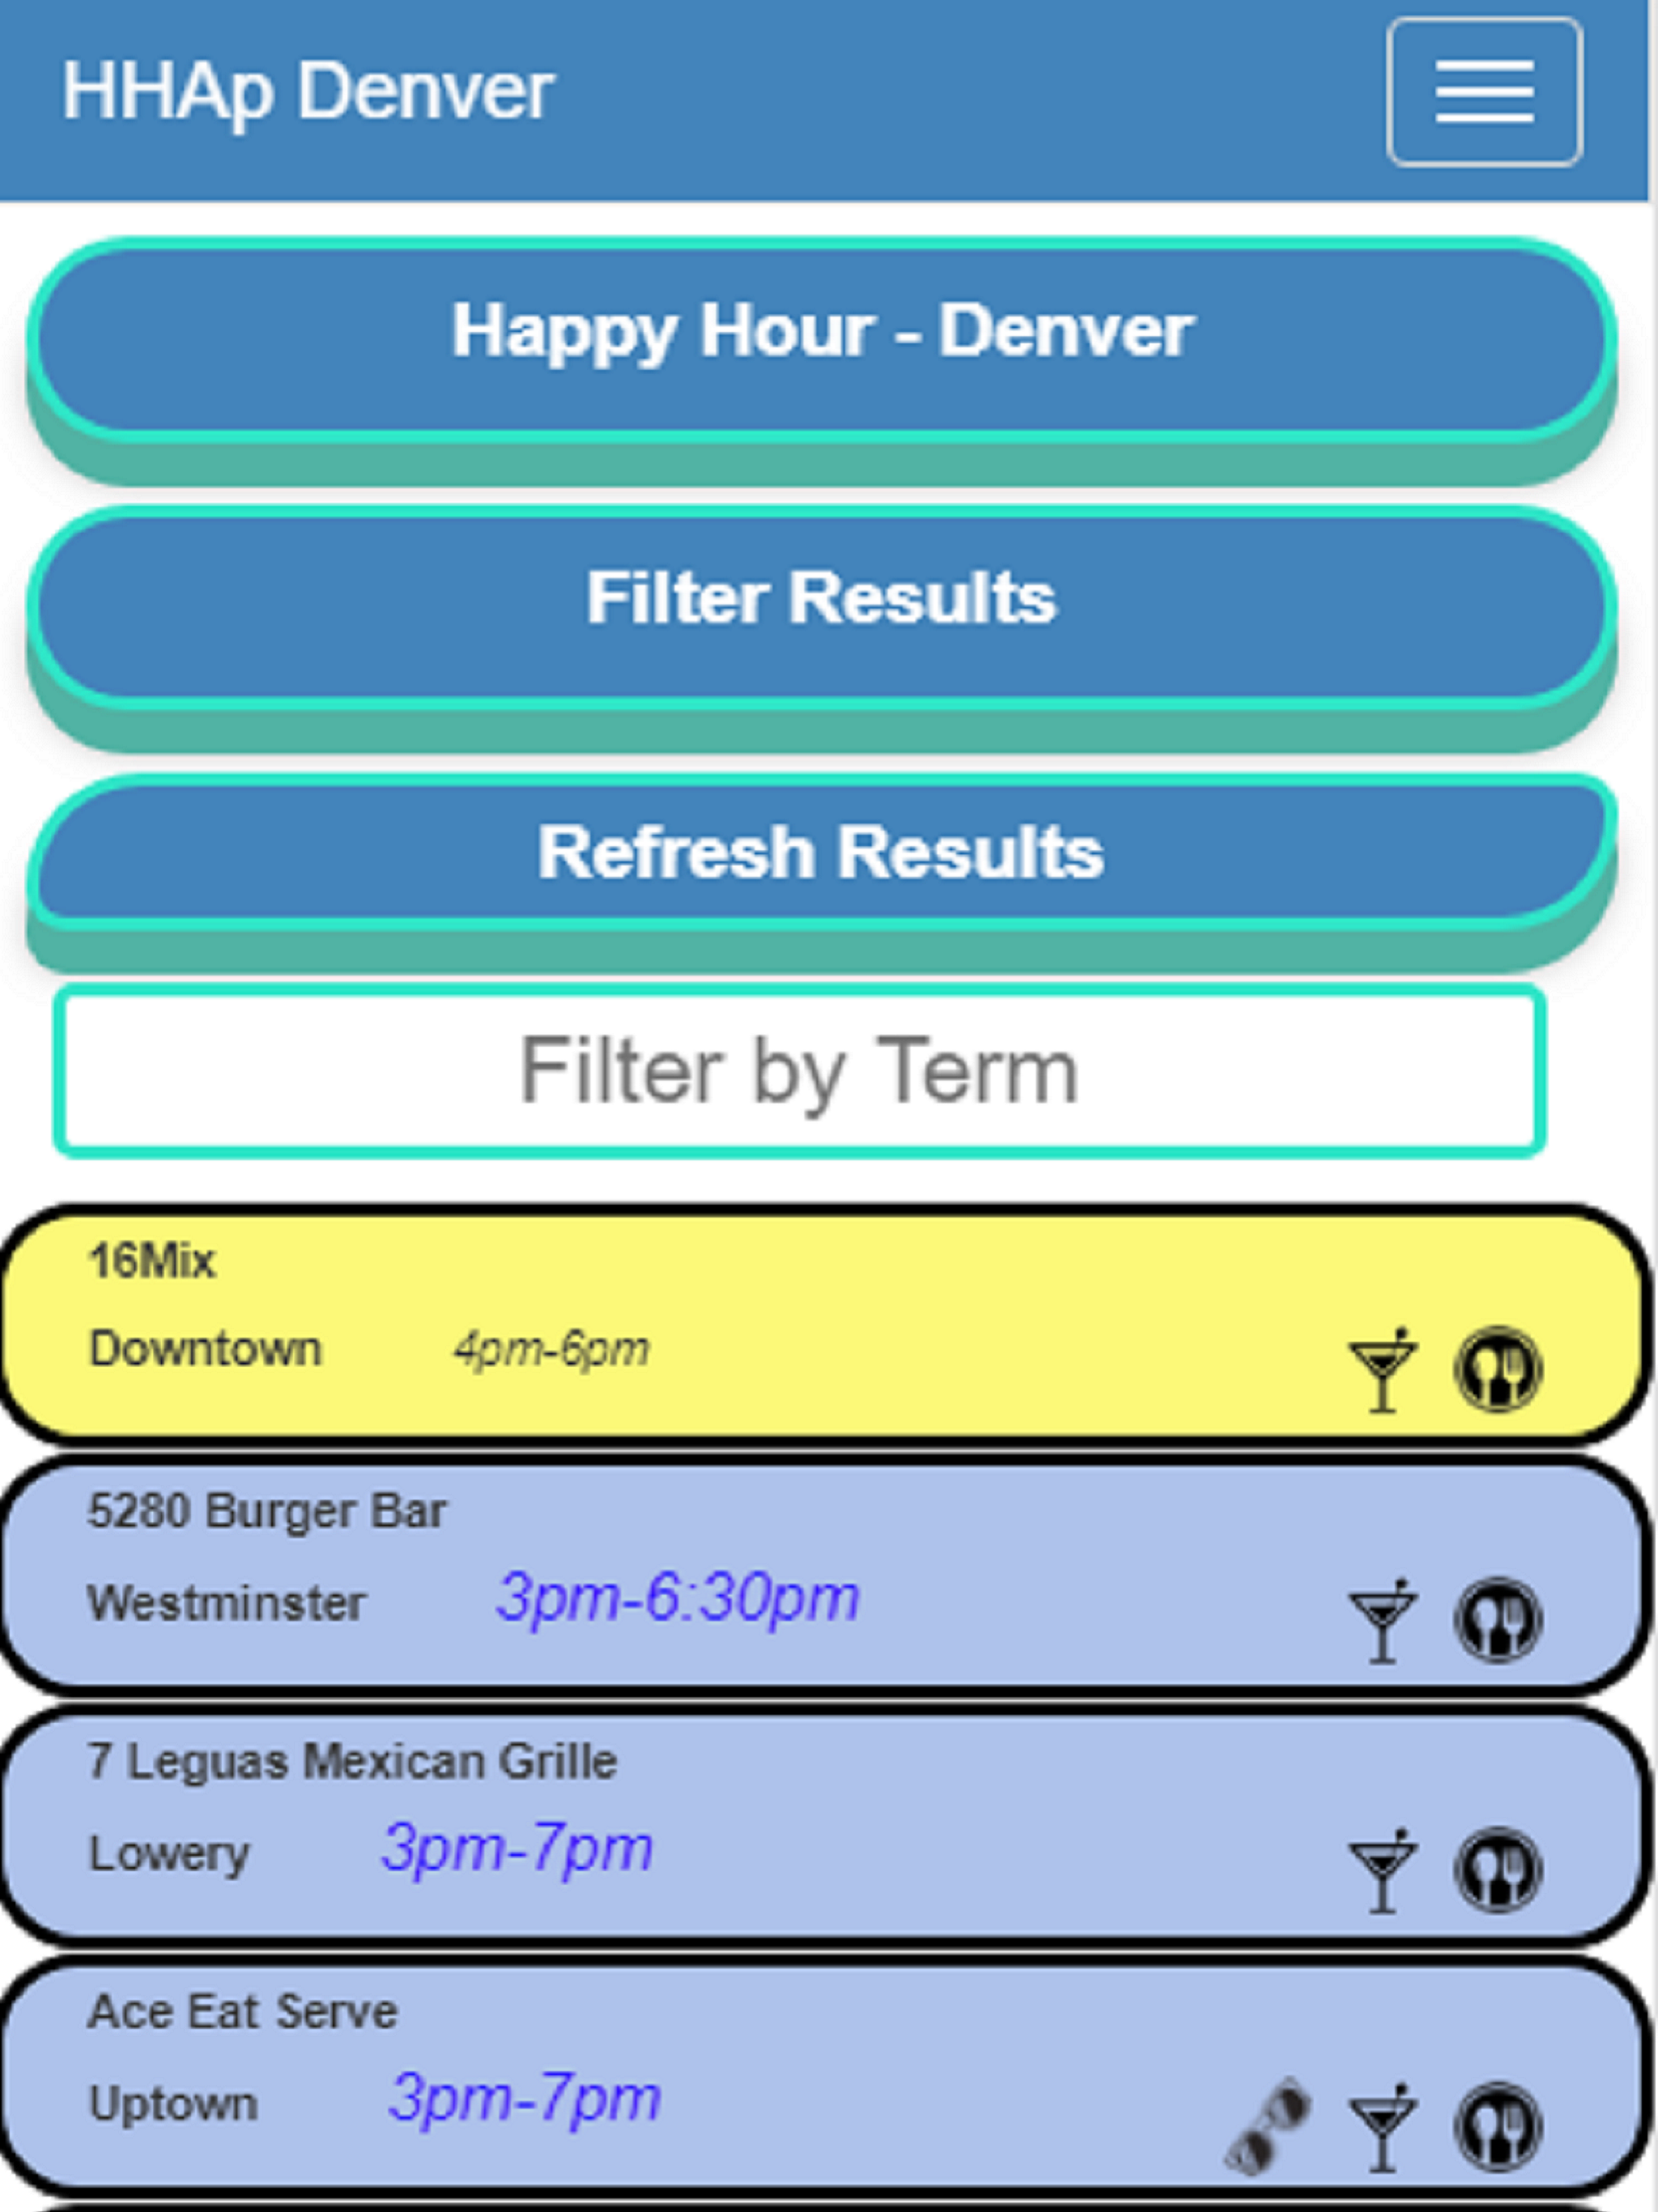 HHAp Denver
Happy Hour - Denver
Filter Results
Refresh Results
Filter by Term
16Mix
Downtown 4pm-6pm
5280 Burger Bar
Westminster 3pm-6:30pm
7 Leguas Mexican Grille
Lowery 3pm-7pm
Ace Eat Serve
Uptown 3pm-7pm